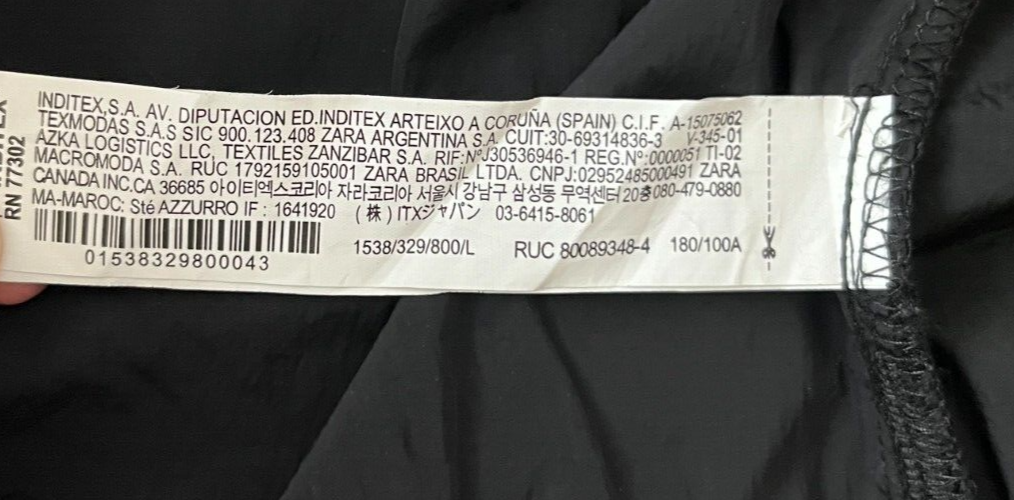 INDITEX,S.A. AV. DIPUTACION ED.INDITEX ARTEIXO A CORUÑA (SPAIN) C.I.F. A-15075062
TEXMODAS S.A.S SIC 900.123.408 ZARA ARGENTINA S.A. CUIT:30-69314836-3 V-345-01
AZKA LOGISTICS LLC. TEXTILES ZANZIBAR S.A. RIF:NºJ30536946-1 REG.Nº:0000051 TI-02
MACROMODA S.A. RUC 1792159105001 ZARA BRASIL LTDA. CNPJ:02952485000491 ZARA
CANADA INC.CA 36685 아이티엑스코리아 자라코리아 서울시 강남구 삼성동 무역센터 20층 080-479-0880
MA-MAROC: Sté AZZURRO IF : 1641920 (株) ITXジャパン 03-6415-8061
1538/329/800/L RUC 80089348-4 180/100A
01538329800043
RN 77302